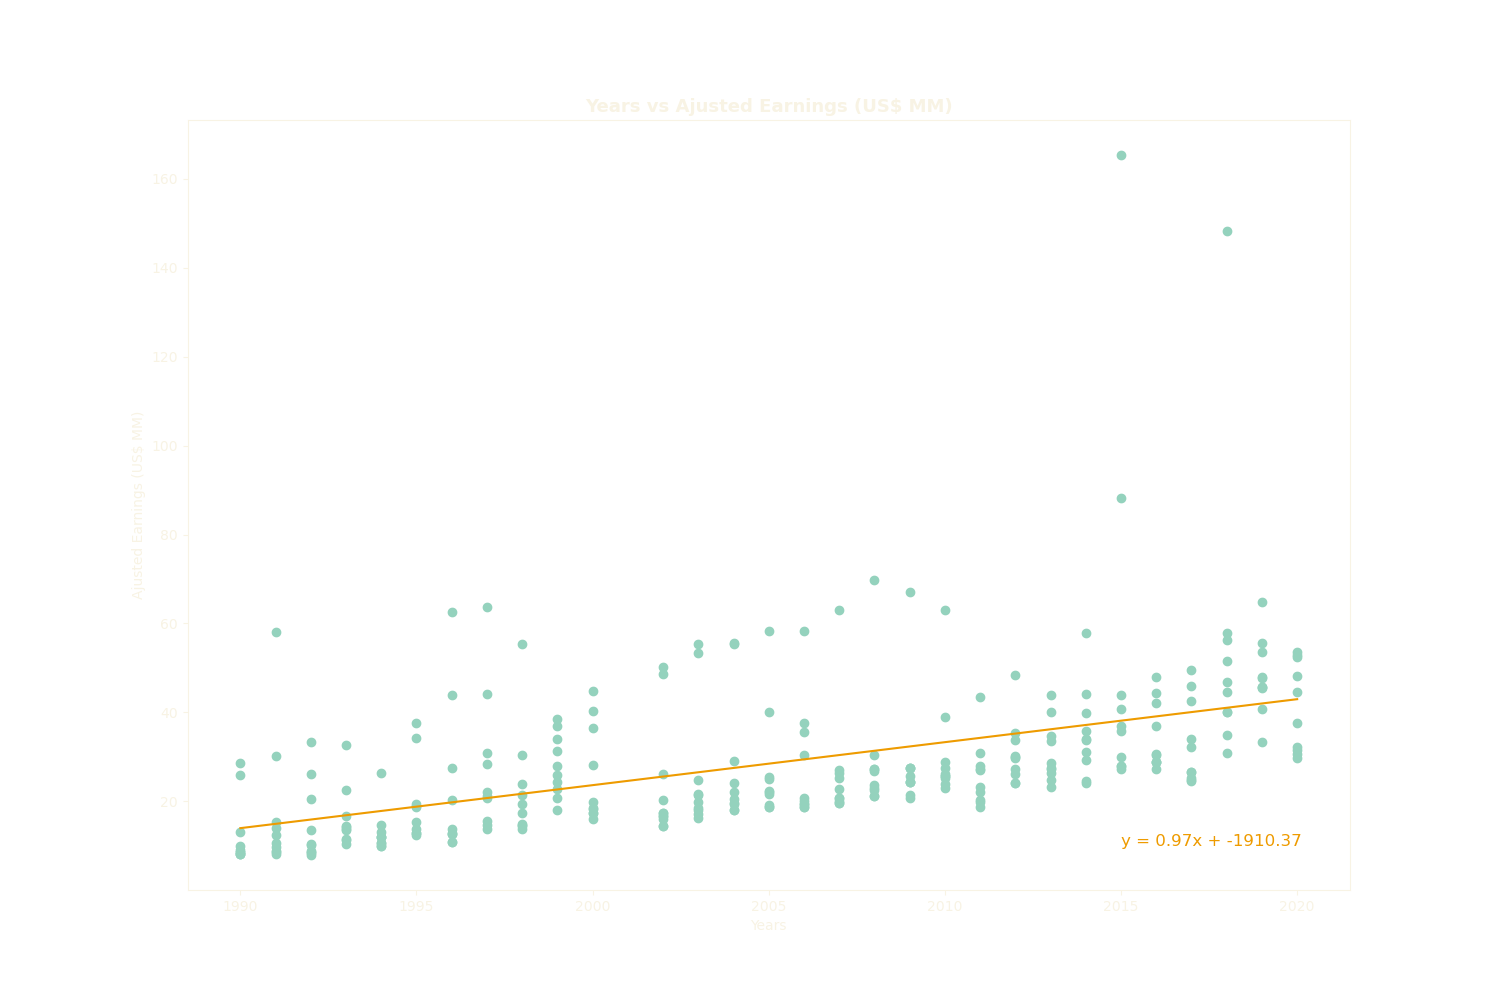 Years vs Ajusted Earnings (US$ MM)
160
140
120
100
80
60
40
20
Ajusted Earnings (US$ MM)
y = 0.97x + -1910.37
1990 1995 2000 2005 2010 2015 2020
Years